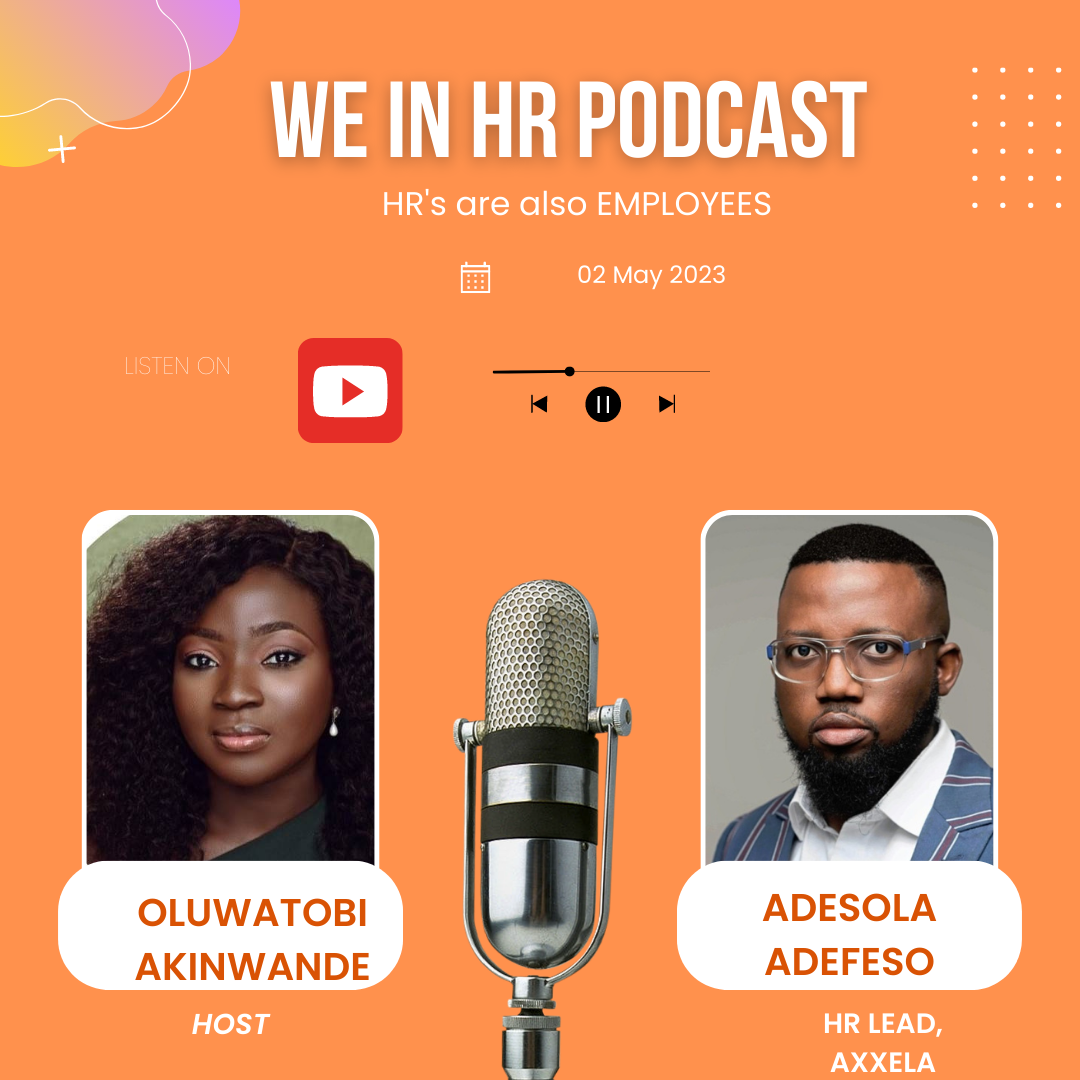 WE IN HR PODCAST
HR's are also EMPLOYEES
02 May 2023
LISTEN ON
OLUWATOBI
AKINWANDE
HOST
ADESOLA
ADEFESO
HR LEAD,
AXXELA